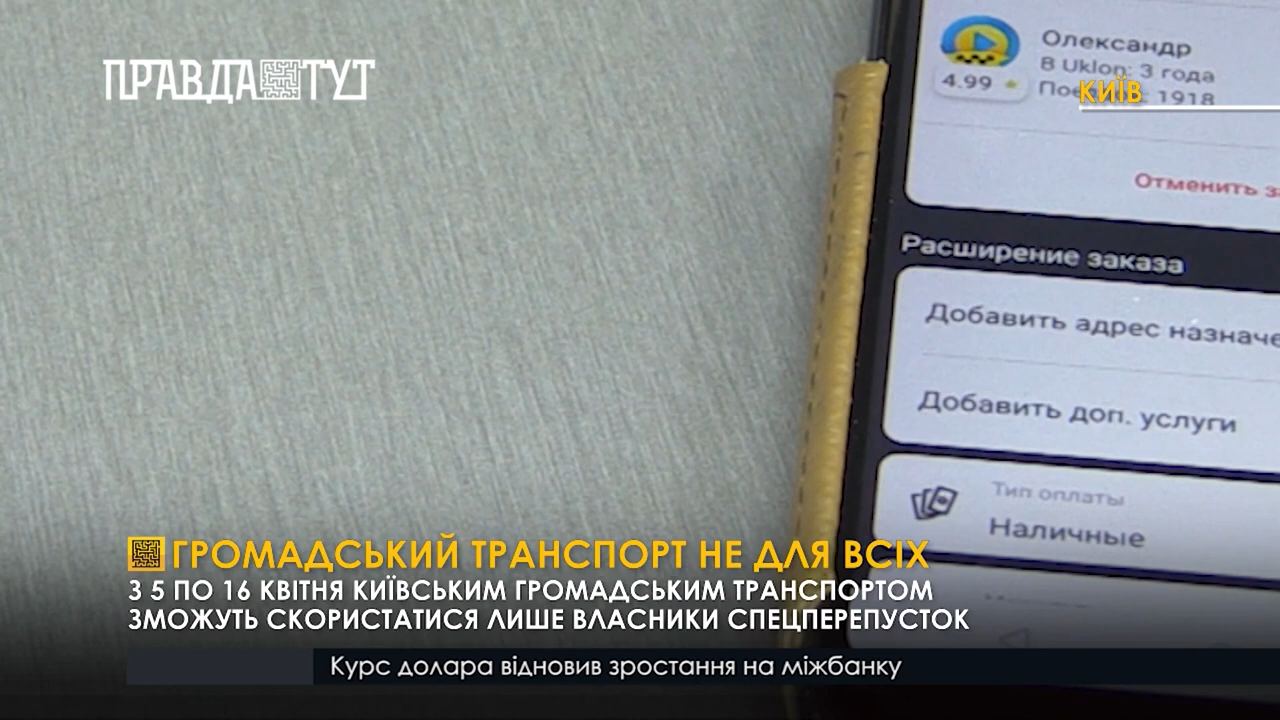 ПРАВДА ТУТ
Олександр
В Uklon: 3 года
4.99
1918
КИЇВ
Отменить
Расширение заказа
Добавить адрес
Добавить доп. услуги
Тип оплаты
Наличные
ГРОМАДСЬКИЙ ТРАНСПОРТ НЕ ДЛЯ ВСІХ
З 5 ПО 16 КВІТНЯ КИЇВСЬКИМ ГРОМАДСЬКИМ ТРАНСПОРТОМ
ЗМОЖУТЬ СКОРИСТАТИСЯ ЛИШЕ ВЛАСНИКИ СПЕЦПЕРЕПУСТОК
Курс долара відновив зростання на міжбанку